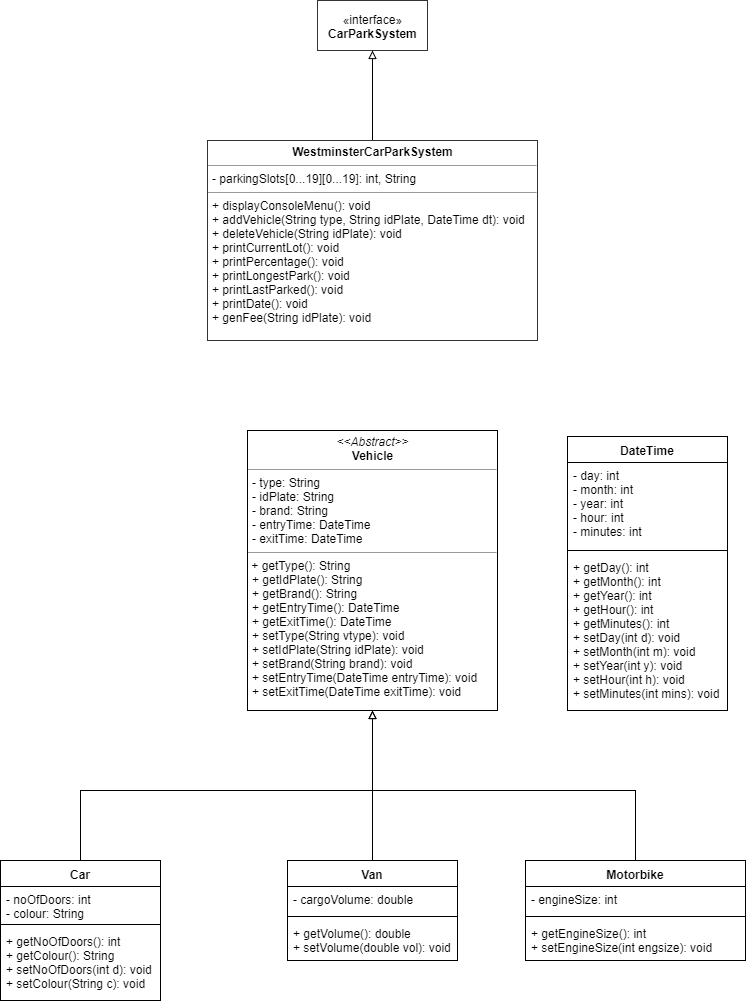 «interface»
CarParkSystem
WestminsterCarParkSystem
- parkingSlots[0...19][0...19]: int, String
+ displayConsoleMenu(): void
+ addVehicle(String type, String idPlate, DateTime dt): void
+ deleteVehicle(String idPlate): void
+ printCurrentLot(): void
+ printPercentage(): void
+ printLongestPark(): void
+ printLastParked(): void
+ printDate(): void
+ genFee(String idPlate): void
<<Abstract>>
Vehicle
- type: String
- idPlate: String
- brand: String
- entryTime: DateTime
- exitTime: DateTime
+ getType(): String
+ getIdPlate(): String
+ getBrand(): String
+ getEntryTime(): DateTime
+ getExitTime(): DateTime
+ setType(String vtype): void
+ setIdPlate(String idPlate): void
+ setBrand(String brand): void
+ setEntryTime(DateTime entryTime): void
+ setExitTime(DateTime exitTime): void
DateTime
- day: int
- month: int
- year: int
- hour: int
- minutes: int
+ getDay(): int
+ getMonth(): int
+ getYear(): int
+ getHour(): int
+ getMinutes(): int
+ setDay(int d): void
+ setMonth(int m): void
+ setYear(int y): void
+ setHour(int h): void
+ setMinutes(int mins): void
Car
- noOfDoors: int
- colour: String
+ getNoOfDoors(): int
+ getColour(): String
+ setNoOfDoors(int d): void
+ setColour(String c): void
Van
- cargoVolume: double
+ getVolume(): double
+ setVolume(double vol): void
Motorbike
- engineSize: int
+ getEngineSize(): int
+ setEngineSize(int engsize): void